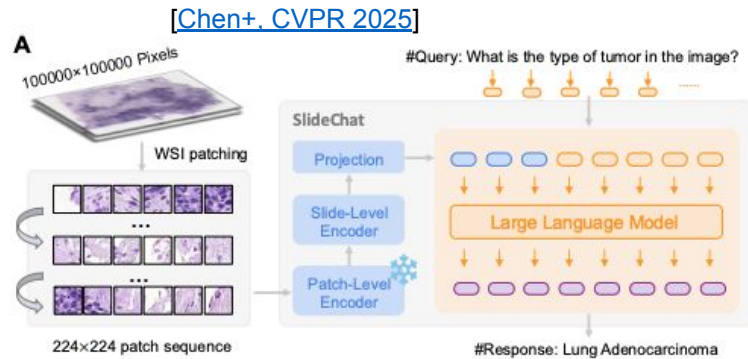 [Chen+, CVPR 2025]
A
100000×100000 Pixels
#Query: What is the type of tumor in the image?
......
WSI patching
SlideChat
Projection
Slide-Level
Encoder
Patch-Level
Encoder
Large Language Model
...
...
224×224 patch sequence
#Response: Lung Adenocarcinoma